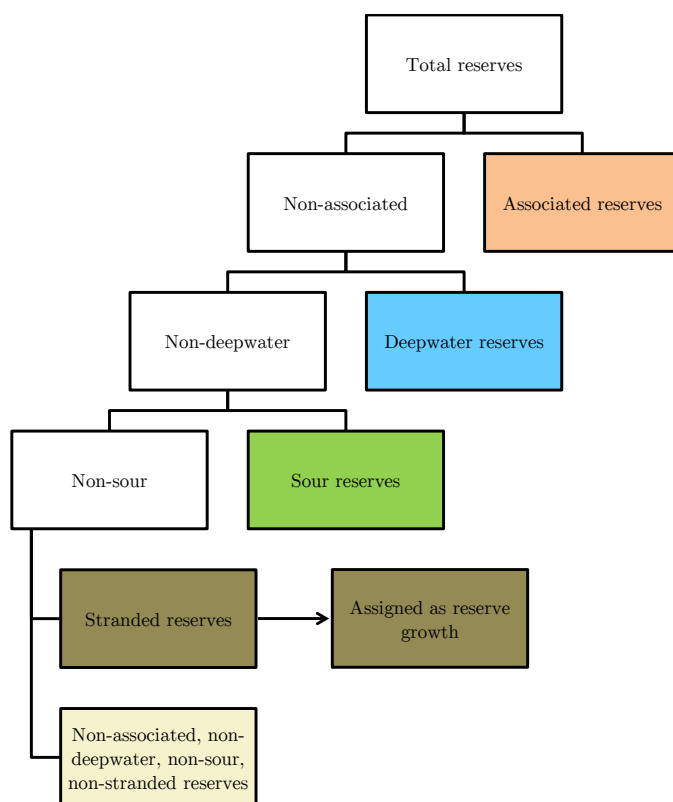 Total reserves
Non-associated
Associated reserves
Non-deepwater
Deepwater reserves
Non-sour
Sour reserves
Stranded reserves
Assigned as reserve
growth
Non-associated, non-
deepwater, non-sour,
non-stranded reserves